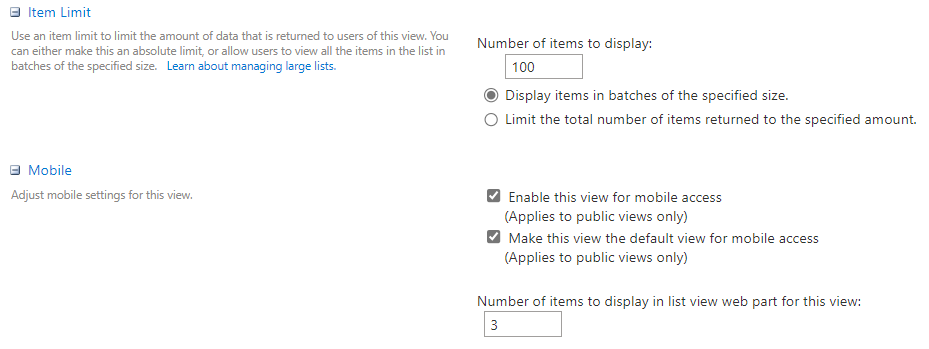 Item Limit
Use an item limit to limit the amount of data that is returned to users of this view. You
can either make this an absolute limit, or allow users to view all the items in the list in
batches of the specified size. Learn about managing large lists.
Number of items to display:
100
Display items in batches of the specified size.
Limit the total number of items returned to the specified amount.
Mobile
Adjust mobile settings for this view.
Enable this view for mobile access
(Applies to public views only)
Make this view the default view for mobile access
(Applies to public views only)
Number of items to display in list view web part for this view:
3